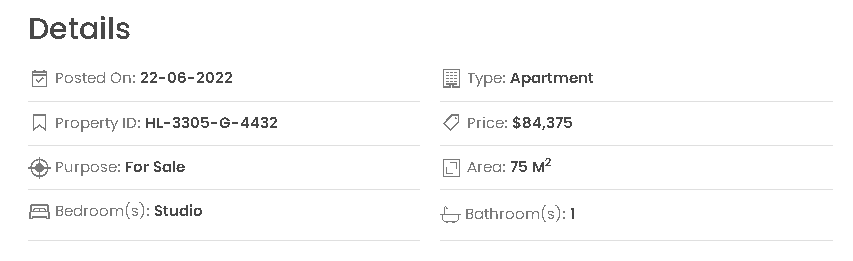 Details
Posted On: 22-06-2022
Type: Apartment
Property ID: HL-3305-G-4432
Price: $84,375
Purpose: For Sale
Area: 75 M²
Bedroom(s): Studio
Bathroom(s): 1